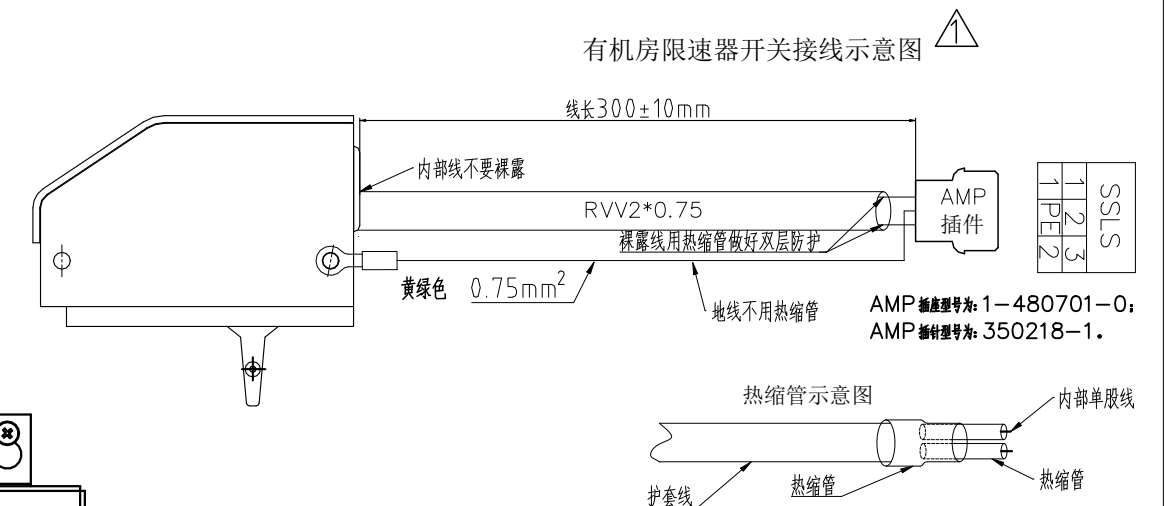 有机房限速器开关接线示意图 1
线长300±10mm
内部线不要裸露
RVV2*0.75
AMP
插件
裸露线用热缩管做好双层防护
黄绿色 0.75mm²
地线不用热缩管
SSLS
1 2 3
1 PE 2
AMP插座型号为:1-480701-0;
AMP插针型号为:350218-1.
热缩管示意图
内部单股线
热缩管
热缩管
护套线